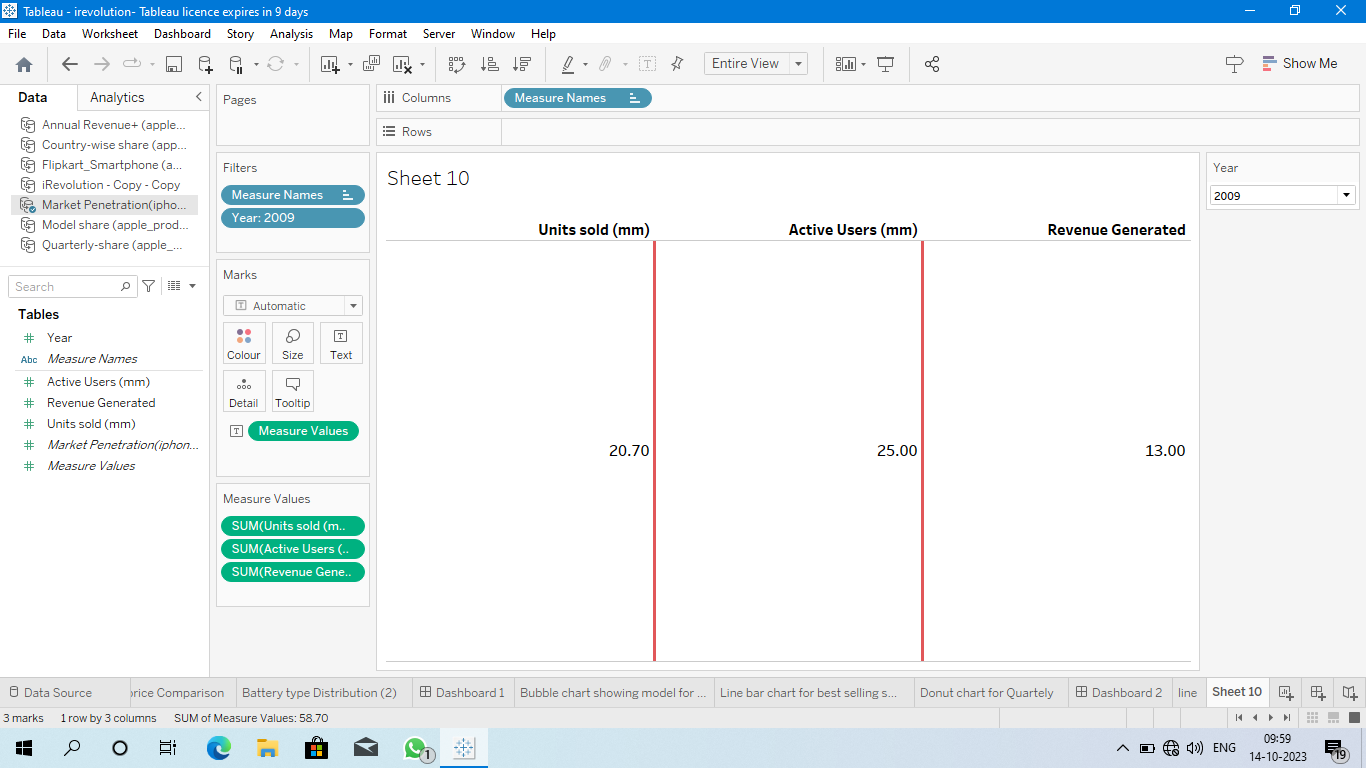 Tableau - irevolution- Tableau licence expires in 9 days
File Data Worksheet Dashboard Story Analysis Map Format Server Window Help
Entire View
Show Me
Data Analytics
Annual Revenue+ (apple...
Country-wise share (app...
Flipkart_Smartphone (a...
iRevolution - Copy - Copy
Market Penetration(ipho...
Model share (apple_prod...
Quarterly-share (apple_...
Search
Tables
Year
Abc Measure Names
Active Users (mm)
Revenue Generated
Units sold (mm)
Market Penetration(iphon...
Measure Values
Pages
Filters
Measure Names
Year: 2009
Marks
Automatic
Colour Size Text
Detail Tooltip
Measure Values
Measure Values
SUM(Units sold (m..
SUM(Active Users (..
SUM(Revenue Gene..
Columns Measure Names
Rows
Sheet 10
Units sold (mm) Active Users (mm) Revenue Generated
20.70 25.00 13.00
Year
2009
Data Source rice Comparison Battery type Distribution (2) Dashboard 1 Bubble chart showing model for ... Line bar chart for best selling s... Donut chart for Quartely Dashboard 2 line Sheet 10
3 marks 1 row by 3 columns SUM of Measure Values: 58.70
1
ENG 09:59
14-10-2023
19